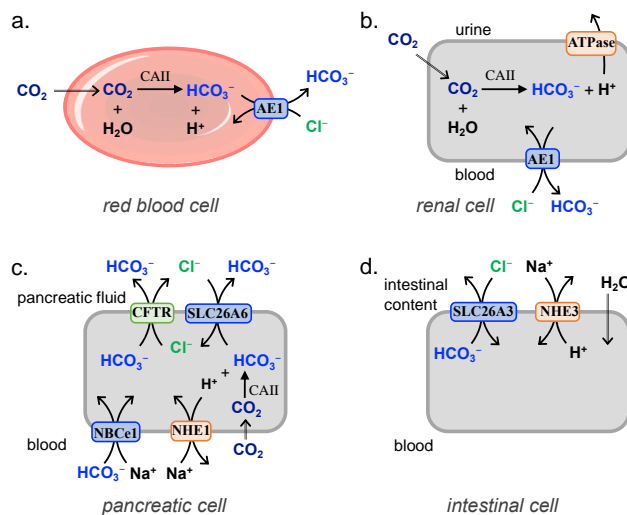 a.
CO₂
CO₂
+
H₂O
CAII
HCO₃⁻
+
H⁺
AE1
HCO₃⁻
Cl⁻
red blood cell
b.
urine
CO₂
ATPase
CO₂
+
H₂O
CAII
HCO₃⁻ + H⁺
AE1
blood
Cl⁻ HCO₃⁻
renal cell
c.
HCO₃⁻ Cl⁻ HCO₃⁻
pancreatic fluid
CFTR SLC26A6
HCO₃⁻ Cl⁻ HCO₃⁻
H⁺ +
CAII
CO₂
NBCe1 NHE1
blood
CO₂
HCO₃⁻ Na⁺ Na⁺
pancreatic cell
d.
Cl⁻ Na⁺ H₂O
intestinal
content
SLC26A3 NHE3
HCO₃⁻ H⁺
blood
intestinal cell